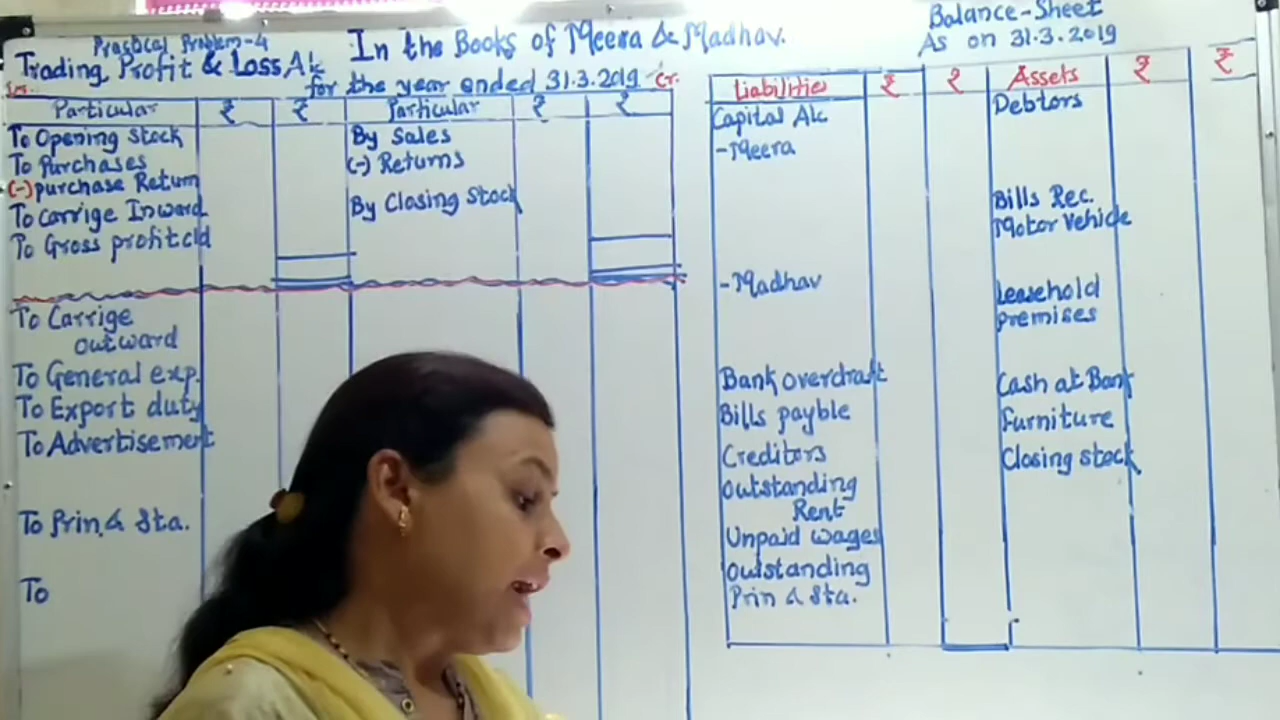 Practical Problem-4
In the Books of Meera & Madhav.
Trading Profit & Loss A/c
for the year ended 31.3.2019 Cr.
Particular ₹ ₹ Particular ₹ ₹
To Opening stock
To Purchases
(-) purchase Return
To Carrige Inward
To Gross profit c/d
By Sales
(-) Returns
By Closing Stock
To Carrige
outward
To General exp.
To Export duty
To Advertisement
To Prin & Sta.
To
Balance-Sheet
As on 31.3.2019
Liabilities ₹ ₹ Assets ₹ ₹
Capital A/c
-Meera
-Madhav
Bank overdraft
Bills payble
Creditors
outstanding
Rent
Unpaid wages
outstanding
Prin & Sta.
Debtors
Bills Rec.
Motor Vehicle
Leasehold
premises
Cash at Bank
Furniture
Closing stock